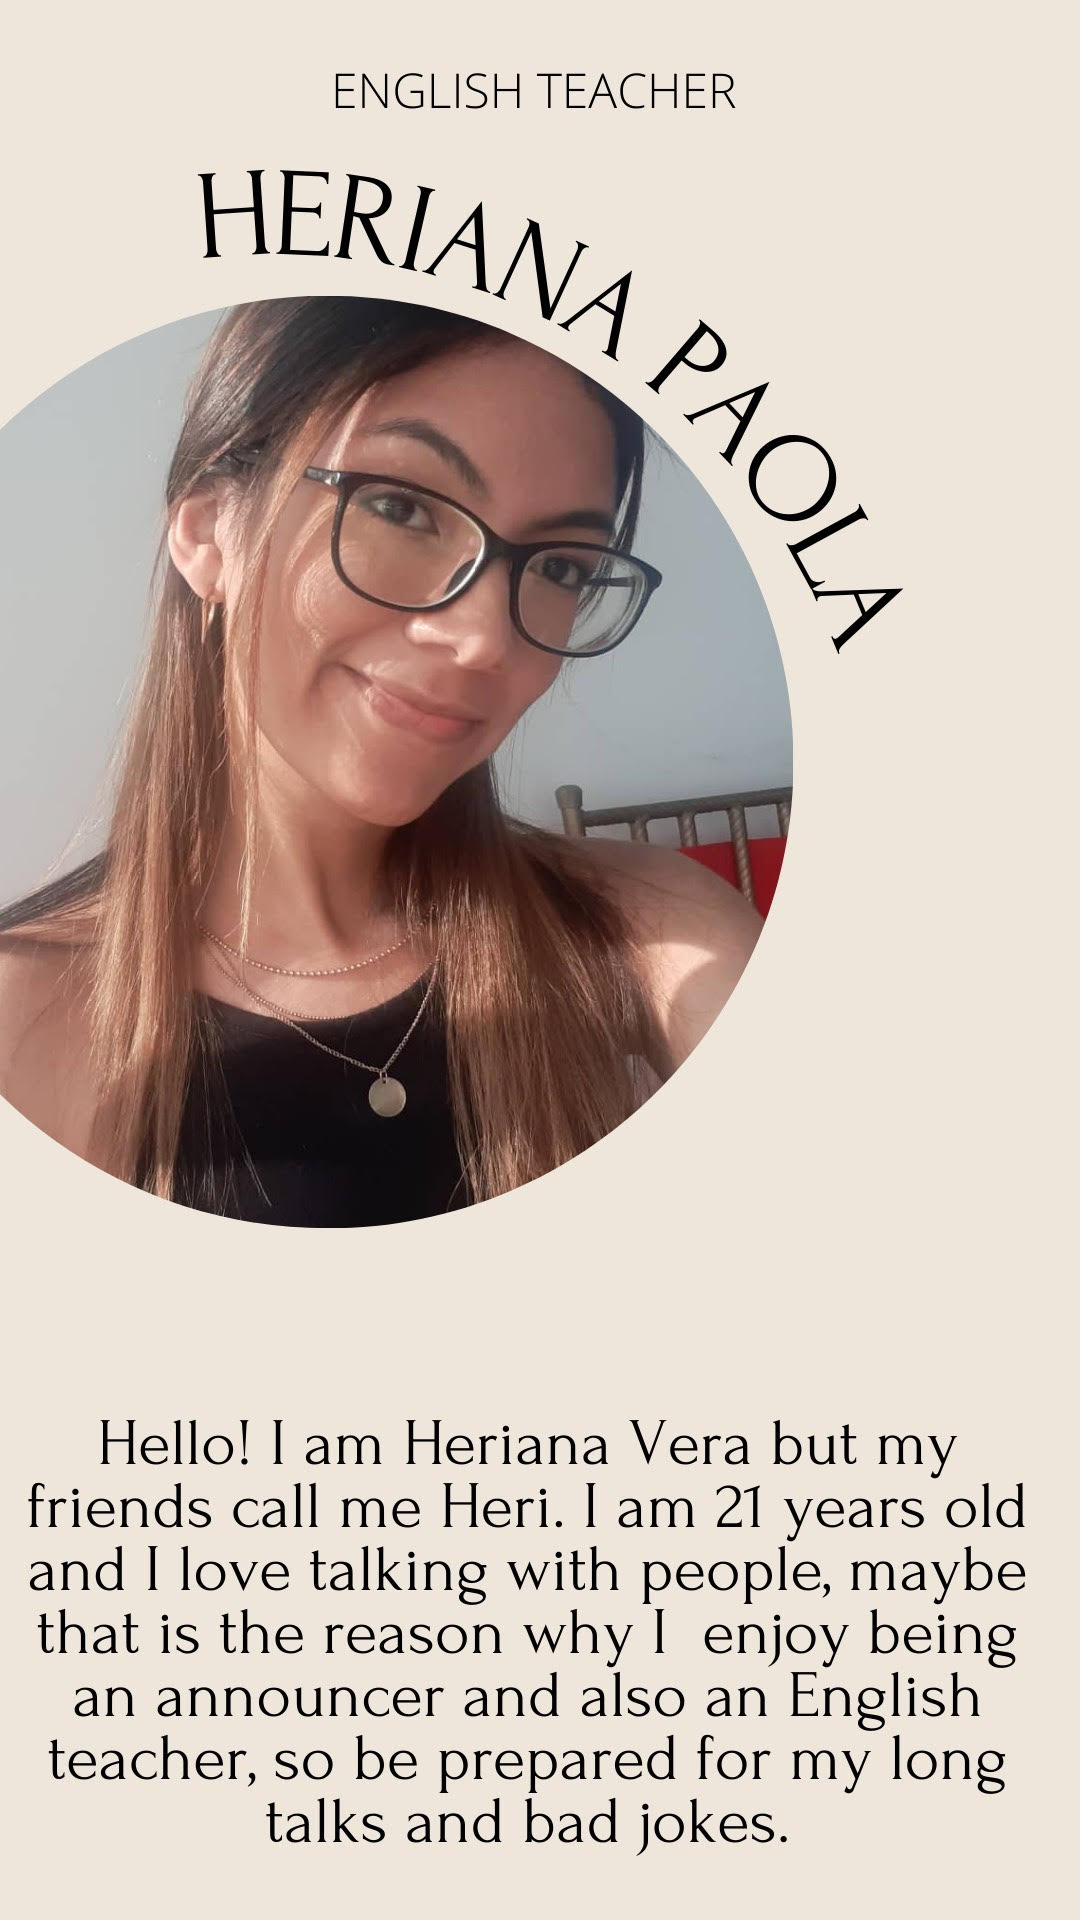 ENGLISH TEACHER
HERIANA PAOLA
Hello! I am Heriana Vera but my
friends call me Heri. I am 21 years old
and I love talking with people, maybe
that is the reason why I  enjoy being
an announcer and also an English
teacher, so be prepared for my long
talks and bad jokes.